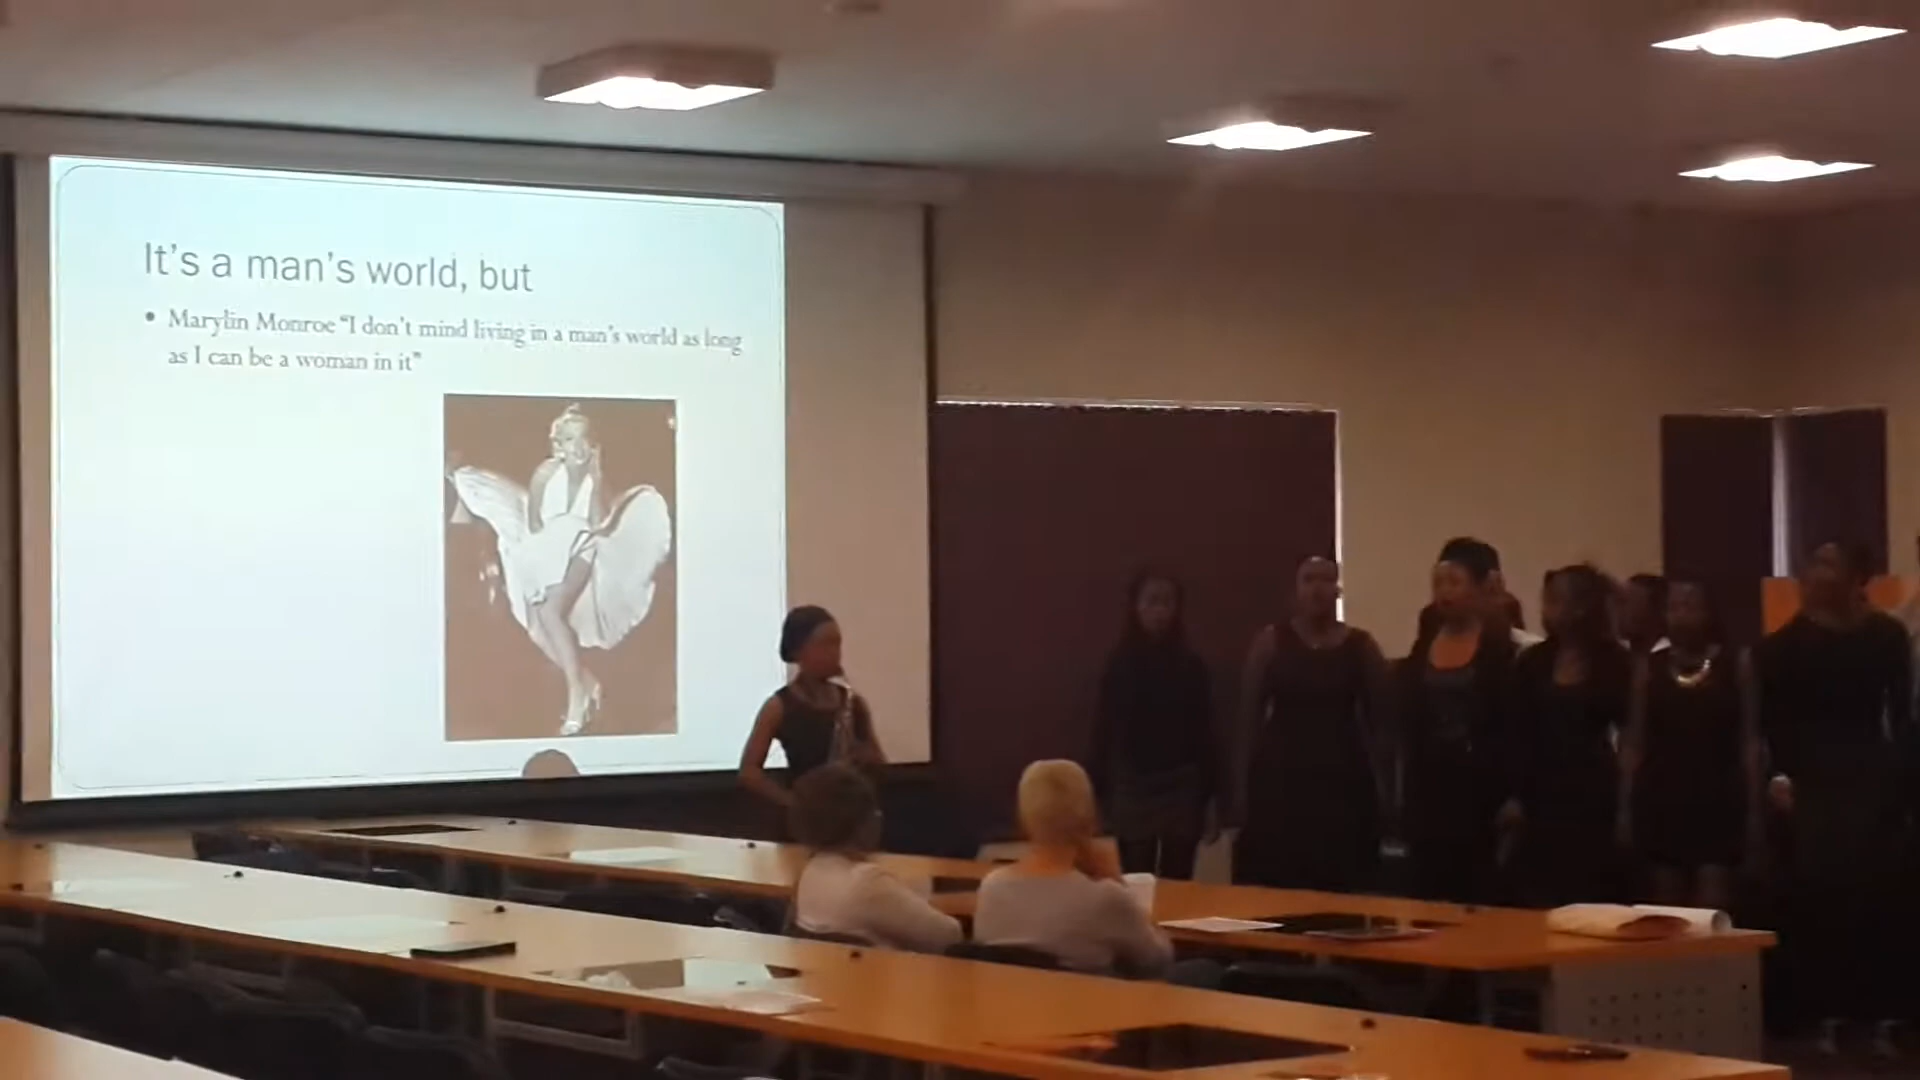 It's a man's world, but
• Marylin Monroe “I don't mind living in a man's world as long
as I can be a woman in it”